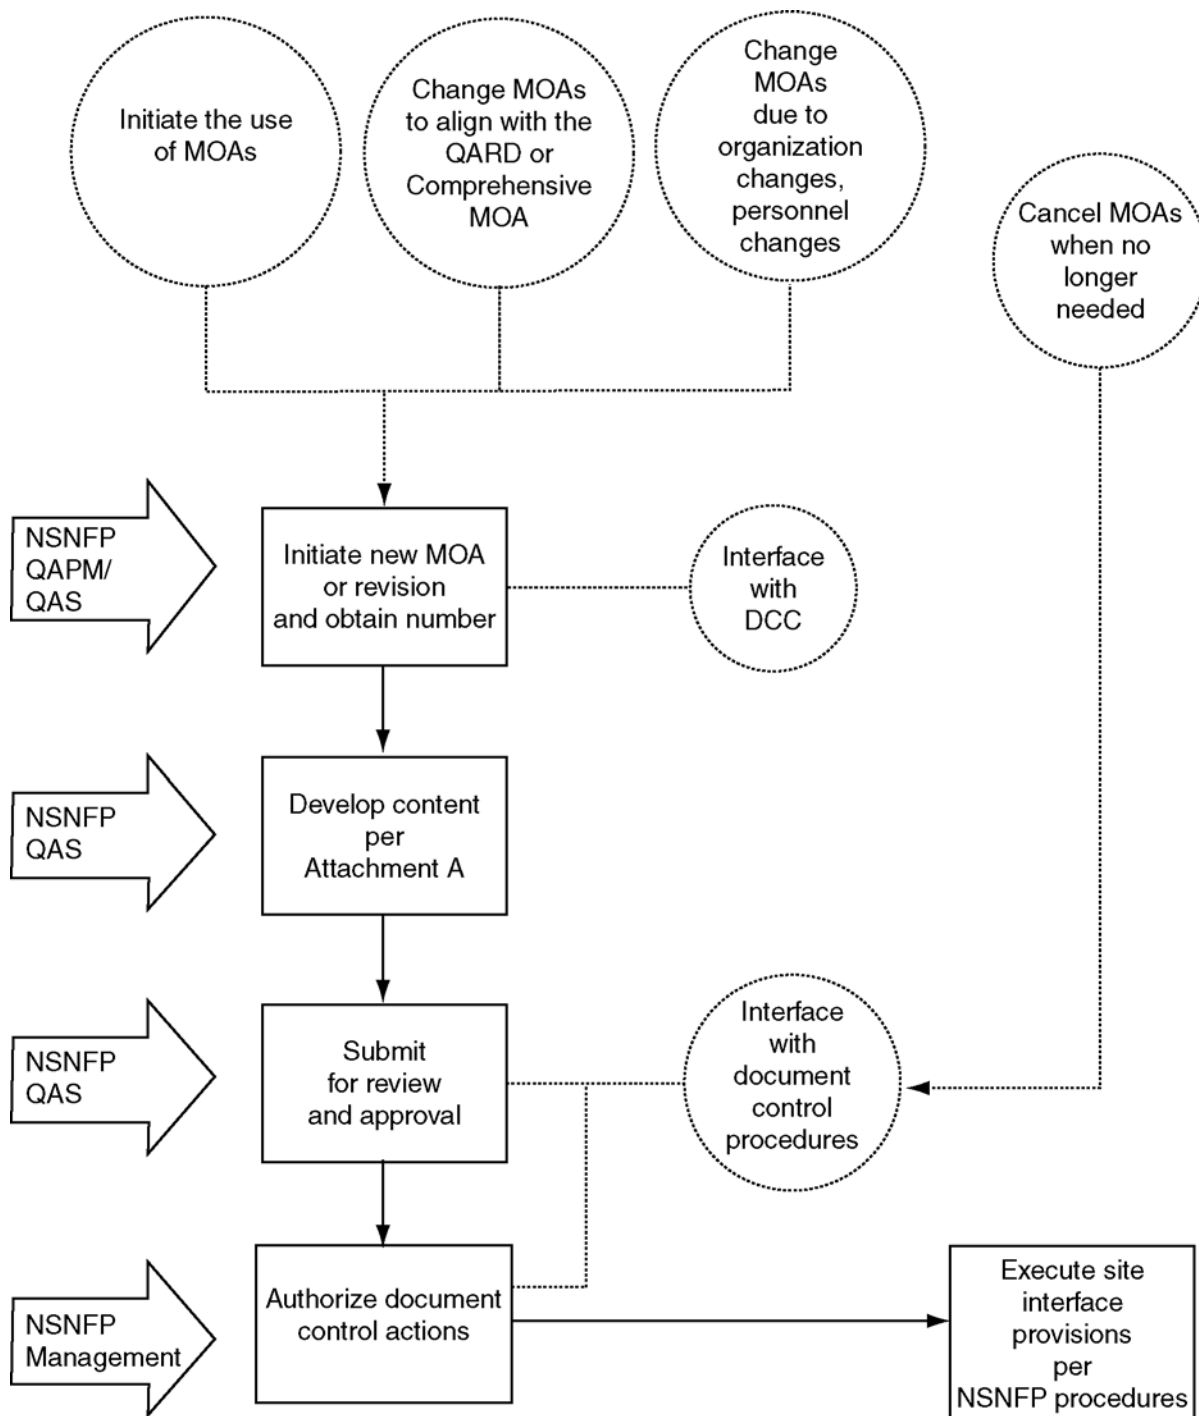 Initiate the use
of MOAs
Change MOAs
to align with the
QARD or
Comprehensive
MOA
Change
MOAs
due to
organization
changes,
personnel
changes
Cancel MOAs
when no
longer
needed
NSNFP
QAPM/
QAS
Initiate new MOA
or revision
and obtain number
Interface
with
DCC
NSNFP
QAS
Develop content
per
Attachment A
NSNFP
QAS
Submit
for review
and approval
Interface
with
document
control
procedures
NSNFP
Management
Authorize document
control actions
Execute site
interface
provisions
per
NSNFP procedures